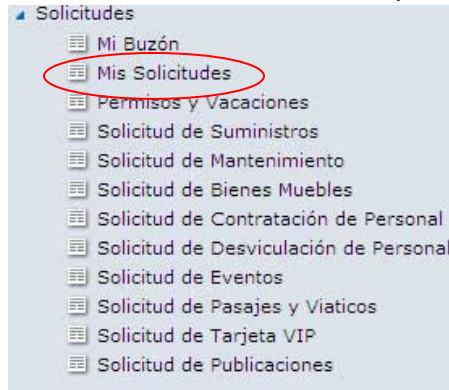 Solicitudes
Mi Buzón
Mis Solicitudes
Permisos y Vacaciones
Solicitud de Suministros
Solicitud de Mantenimiento
Solicitud de Bienes Muebles
Solicitud de Contratación de Personal
Solicitud de Desviculación de Personal
Solicitud de Eventos
Solicitud de Pasajes y Viaticos
Solicitud de Tarjeta VIP
Solicitud de Publicaciones